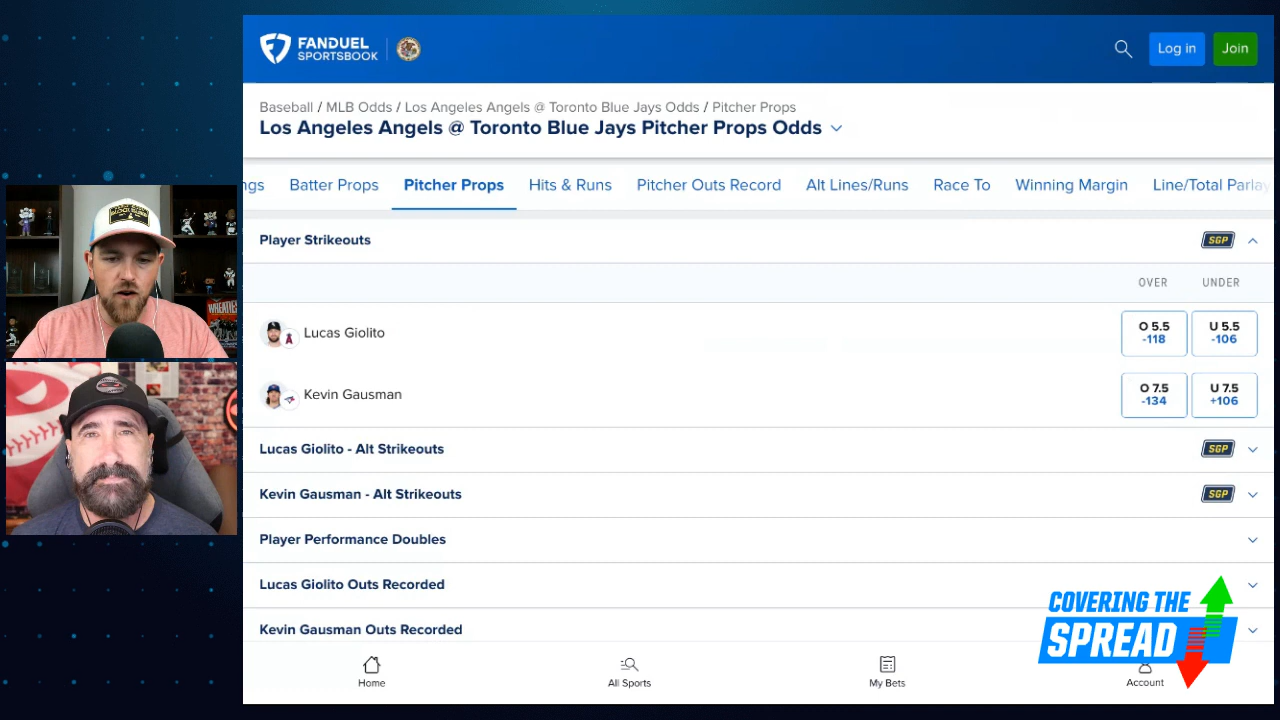 FANDUEL
SPORTSBOOK
Log in
Join
Baseball / MLB Odds / Los Angeles Angels @ Toronto Blue Jays Odds / Pitcher Props
Los Angeles Angels @ Toronto Blue Jays Pitcher Props Odds
ngs Batter Props Pitcher Props Hits & Runs Pitcher Outs Record Alt Lines/Runs Race To Winning Margin Line/Total Parlay
Player Strikeouts SGP
OVER UNDER
Lucas Giolito
O 5.5 U 5.5
-118 -106
Kevin Gausman
O 7.5 U 7.5
-134 +106
Lucas Giolito - Alt Strikeouts SGP
Kevin Gausman - Alt Strikeouts SGP
Player Performance Doubles
Lucas Giolito Outs Recorded
Kevin Gausman Outs Recorded
COVERING THE
SPREAD
Home All Sports My Bets Account
WHEATIES